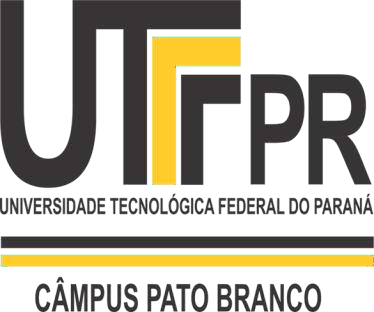 UTFPR
UNIVERSIDADE TECNOLÓGICA FEDERAL DO PARANÁ
CÂMPUS PATO BRANCO